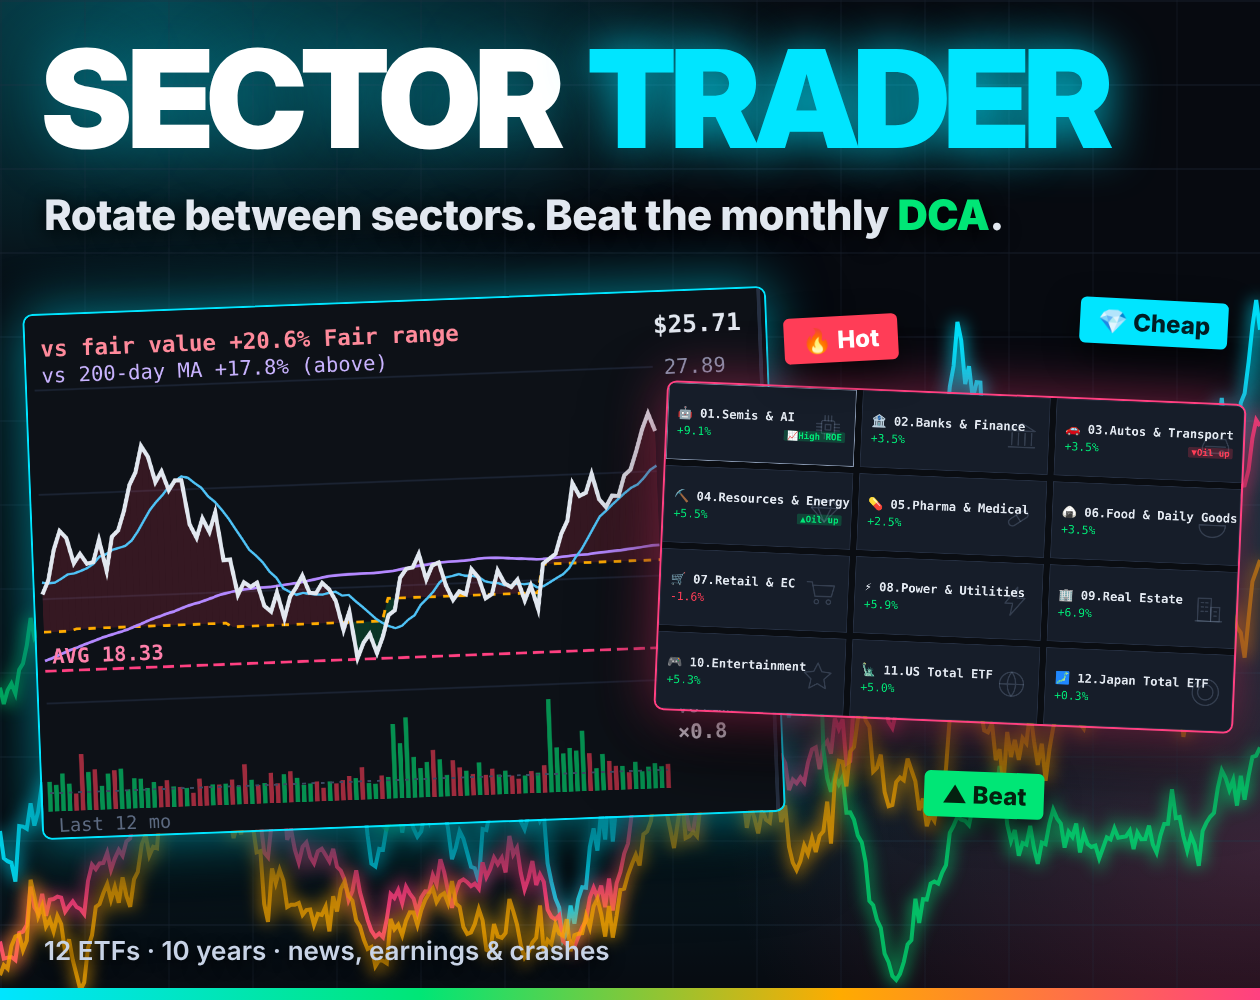 SECTOR TRADER
Rotate between sectors. Beat the monthly DCA.
vs fair value +20.6% Fair range
$25.71
vs 200-day MA +17.8% (above)
27.89
🔥 Hot
💎 Cheap
01.Semis & AI
+9.1%
High ROE
02.Banks & Finance
+3.5%
03.Autos & Transport
+3.5%
▼Oil up
04.Resources & Energy
+5.5%
▲Oil up
05.Pharma & Medical
+2.5%
06.Food & Daily Goods
+3.5%
07.Retail & EC
-1.6%
08.Power & Utilities
+5.9%
09.Real Estate
+6.9%
10.Entertainment
+5.3%
11.US Total ETF
+5.0%
12.Japan Total ETF
+0.3%
AVG 18.33
×0.8
▲ Beat
Last 12 mo
12 ETFs · 10 years · news, earnings & crashes